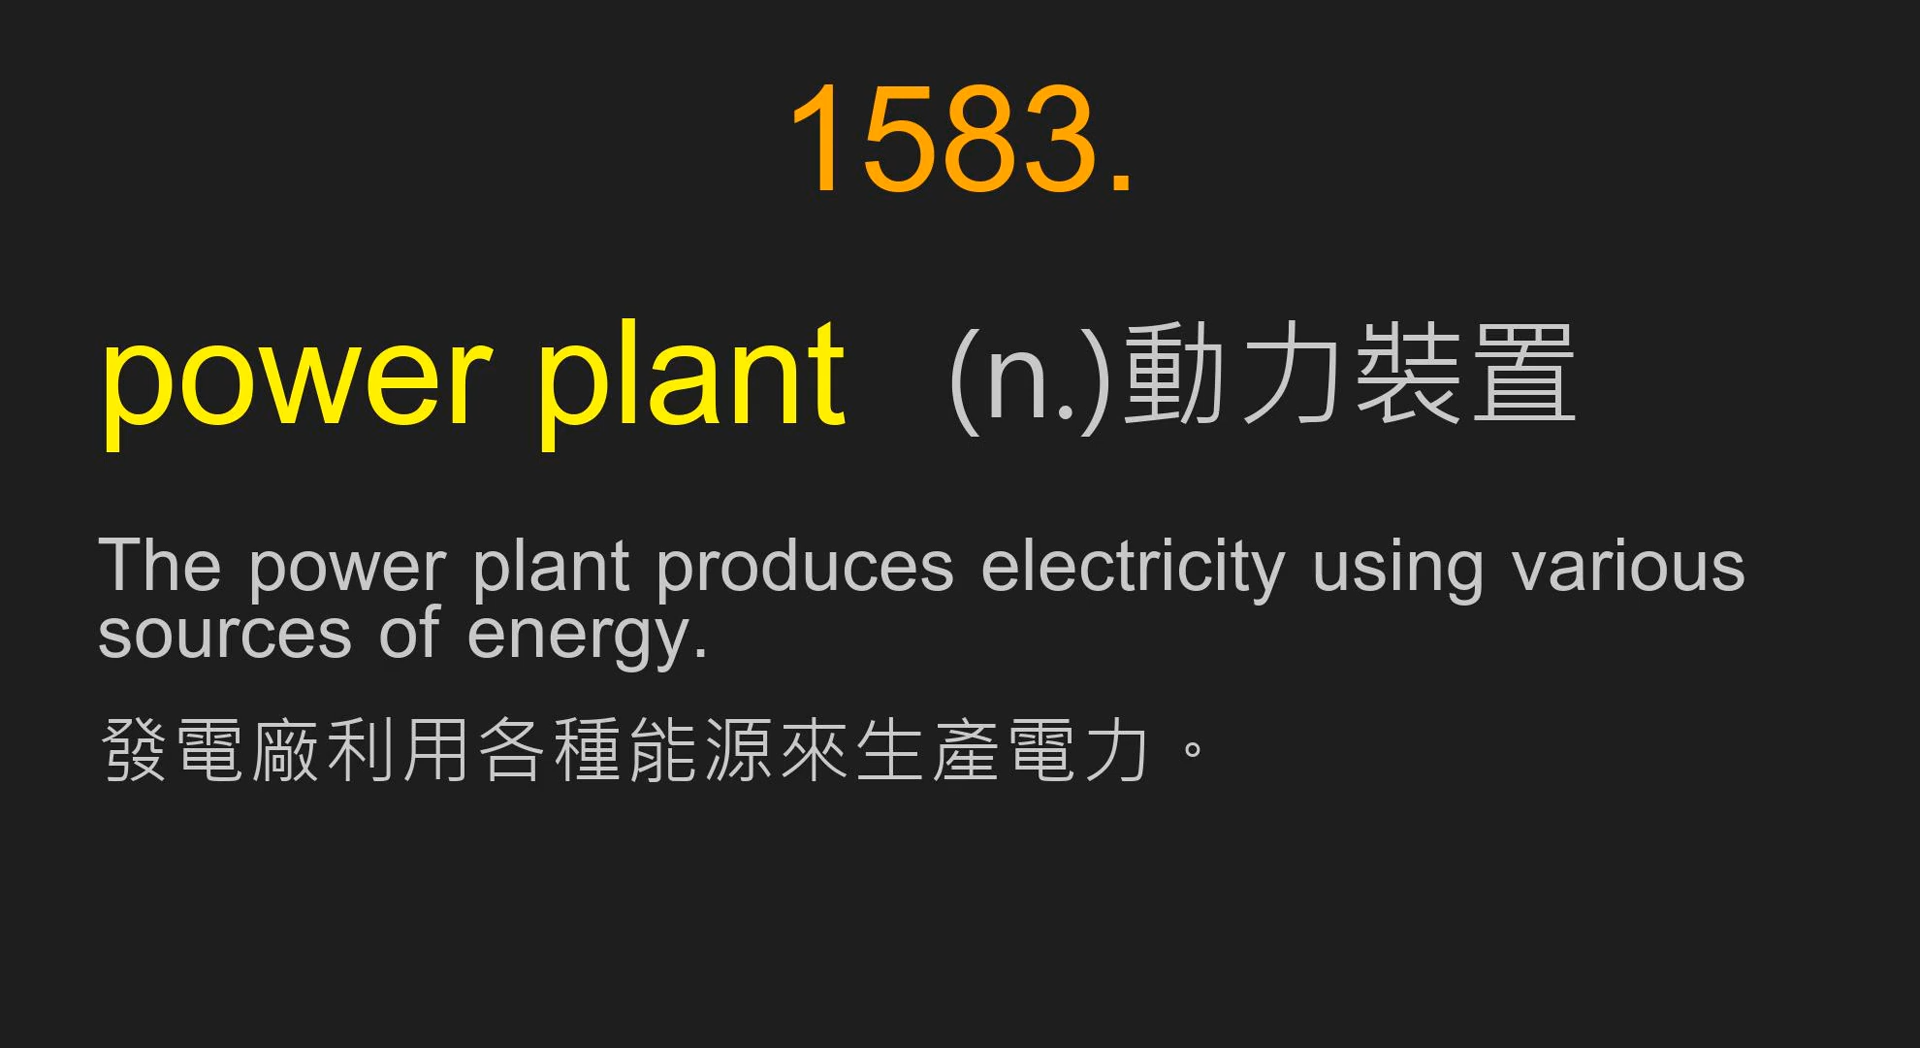 1583.
power plant (n.)動力裝置
The power plant produces electricity using various
sources of energy.
發電廠利用各種能源來生產電力。